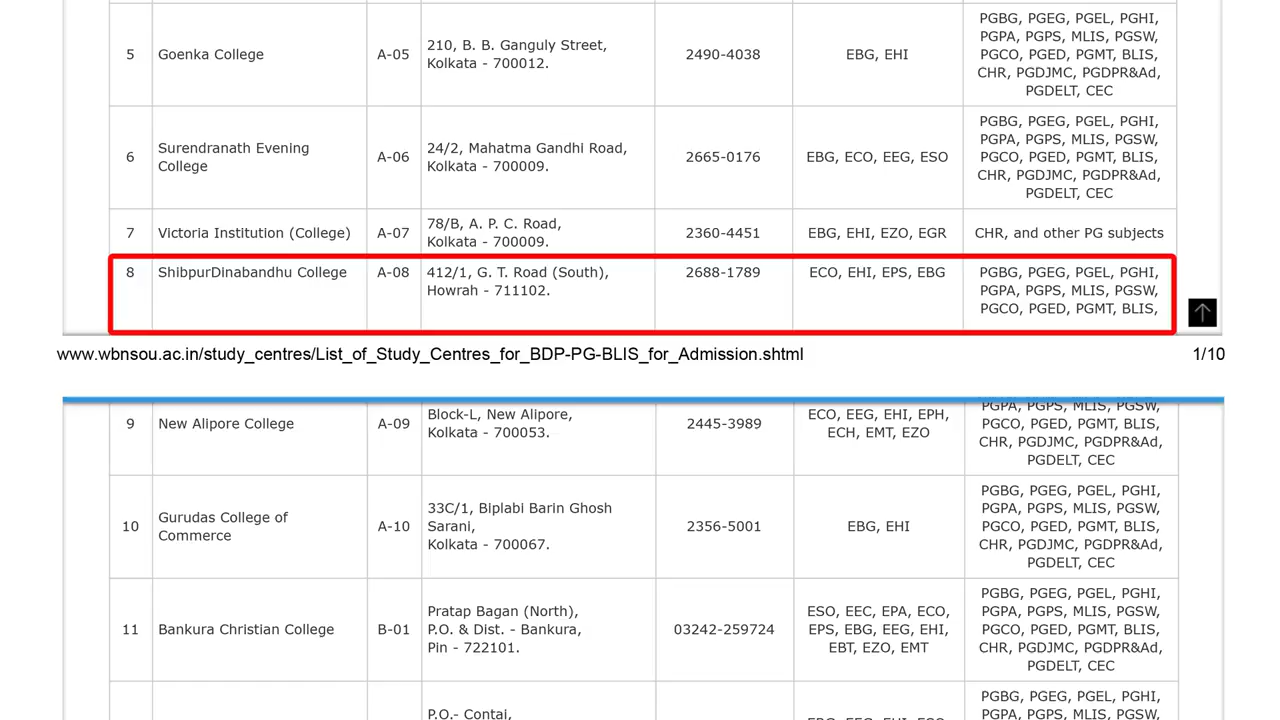 PGBG, PGEG, PGEL, PGHI,
5 Goenka College A-05 210, B. B. Ganguly Street, 2490-4038 EBG, EHI PGPA, PGPS, MLIS, PGSW,
Kolkata - 700012. PGCO, PGED, PGMT, BLIS,
CHR, PGDJMC, PGDPR&Ad,
PGDELT, CEC
PGBG, PGEG, PGEL, PGHI,
6 Surendranath Evening A-06 24/2, Mahatma Gandhi Road, 2665-0176 EBG, ECO, EEG, ESO PGPA, PGPS, MLIS, PGSW,
College Kolkata - 700009. PGCO, PGED, PGMT, BLIS,
CHR, PGDJMC, PGDPR&Ad,
PGDELT, CEC
7 Victoria Institution (College) A-07 78/B, A. P. C. Road, 2360-4451 EBG, EHI, EZO, EGR CHR, and other PG subjects
Kolkata - 700009.
8 ShibpurDinabandhu College A-08 412/1, G. T. Road (South), 2688-1789 ECO, EHI, EPS, EBG PGBG, PGEG, PGEL, PGHI,
Howrah - 711102. PGPA, PGPS, MLIS, PGSW,
PGCO, PGED, PGMT, BLIS,
www.wbnsou.ac.in/study_centres/List_of_Study_Centres_for_BDP-PG-BLIS_for_Admission.shtml 1/10
PGPA, PGPS, MLIS, PGSW,
9 New Alipore College A-09 Block-L, New Alipore, 2445-3989 ECO, EEG, EHI, EPH, PGCO, PGED, PGMT, BLIS,
Kolkata - 700053. ECH, EMT, EZO CHR, PGDJMC, PGDPR&Ad,
PGDELT, CEC
PGBG, PGEG, PGEL, PGHI,
10 Gurudas College of A-10 33C/1, Biplabi Barin Ghosh 2356-5001 EBG, EHI PGPA, PGPS, MLIS, PGSW,
Commerce Sarani, PGCO, PGED, PGMT, BLIS,
Kolkata - 700067. CHR, PGDJMC, PGDPR&Ad,
PGDELT, CEC
PGBG, PGEG, PGEL, PGHI,
11 Bankura Christian College B-01 Pratap Bagan (North), 03242-259724 ESO, EEC, EPA, ECO, PGPA, PGPS, MLIS, PGSW,
P.O. & Dist. - Bankura, EPS, EBG, EEG, EHI, PGCO, PGED, PGMT, BLIS,
Pin - 722101. EBT, EZO, EMT CHR, PGDJMC, PGDPR&Ad,
PGDELT, CEC
PGBG, PGEG, PGEL, PGHI,
P.O.- Contai, PGPA, PGPS, MLIS, PGSW,